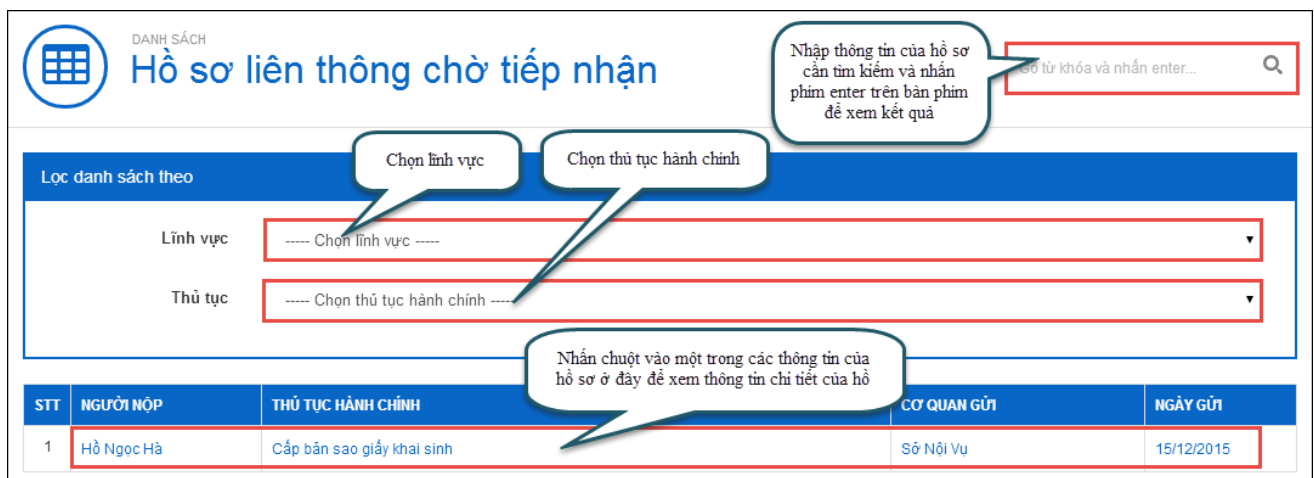 DANH SÁCH
Hồ sơ liên thông chờ tiếp nhận
Nhập thông tin của hồ sơ
cần tìm kiếm và nhấn
phim enter trên bàn phim
để xem kết quả
Gõ từ khóa và nhấn enter...
Chọn lĩnh vực
Chọn thủ tục hành chinh
Lọc danh sách theo
Lĩnh vực
----- Chọn lĩnh vực -----
Thủ tục
----- Chọn thủ tục hành chính -----
Nhấn chuột vào một trong các thông tin của
hồ sơ ở đây để xem thông tin chi tiết của hồ
STT NGƯỜI NỘP THỦ TỤC HÀNH CHÍNH CƠ QUAN GỬI NGÀY GỬI
1 Hồ Ngọc Hà Cấp bản sao giấy khai sinh Sở Nội Vụ 15/12/2015